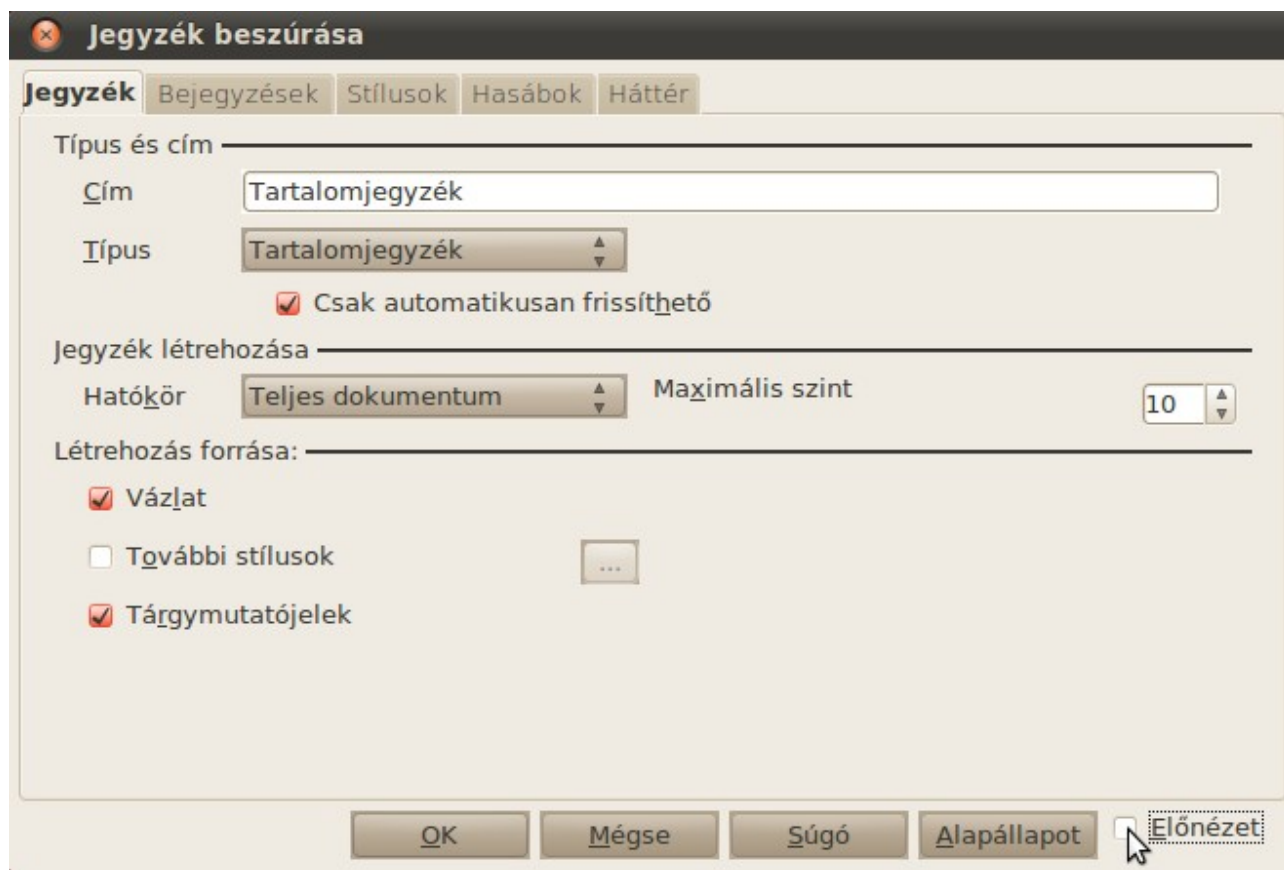 Jegyzék beszúrása
Jegyzék Bejegyzések Stílusok Hasábok Háttér
Típus és cím
Cím Tartalomjegyzék
Típus Tartalomjegyzék
Csak automatikusan frissíthető
Jegyzék létrehozása
Hatókör Teljes dokumentum Maximális szint 10
Létrehozás forrása:
Vázlat
További stílusok ...
Tárgymutatójelek
OK Mégse Súgó Alapállapot Előnézet